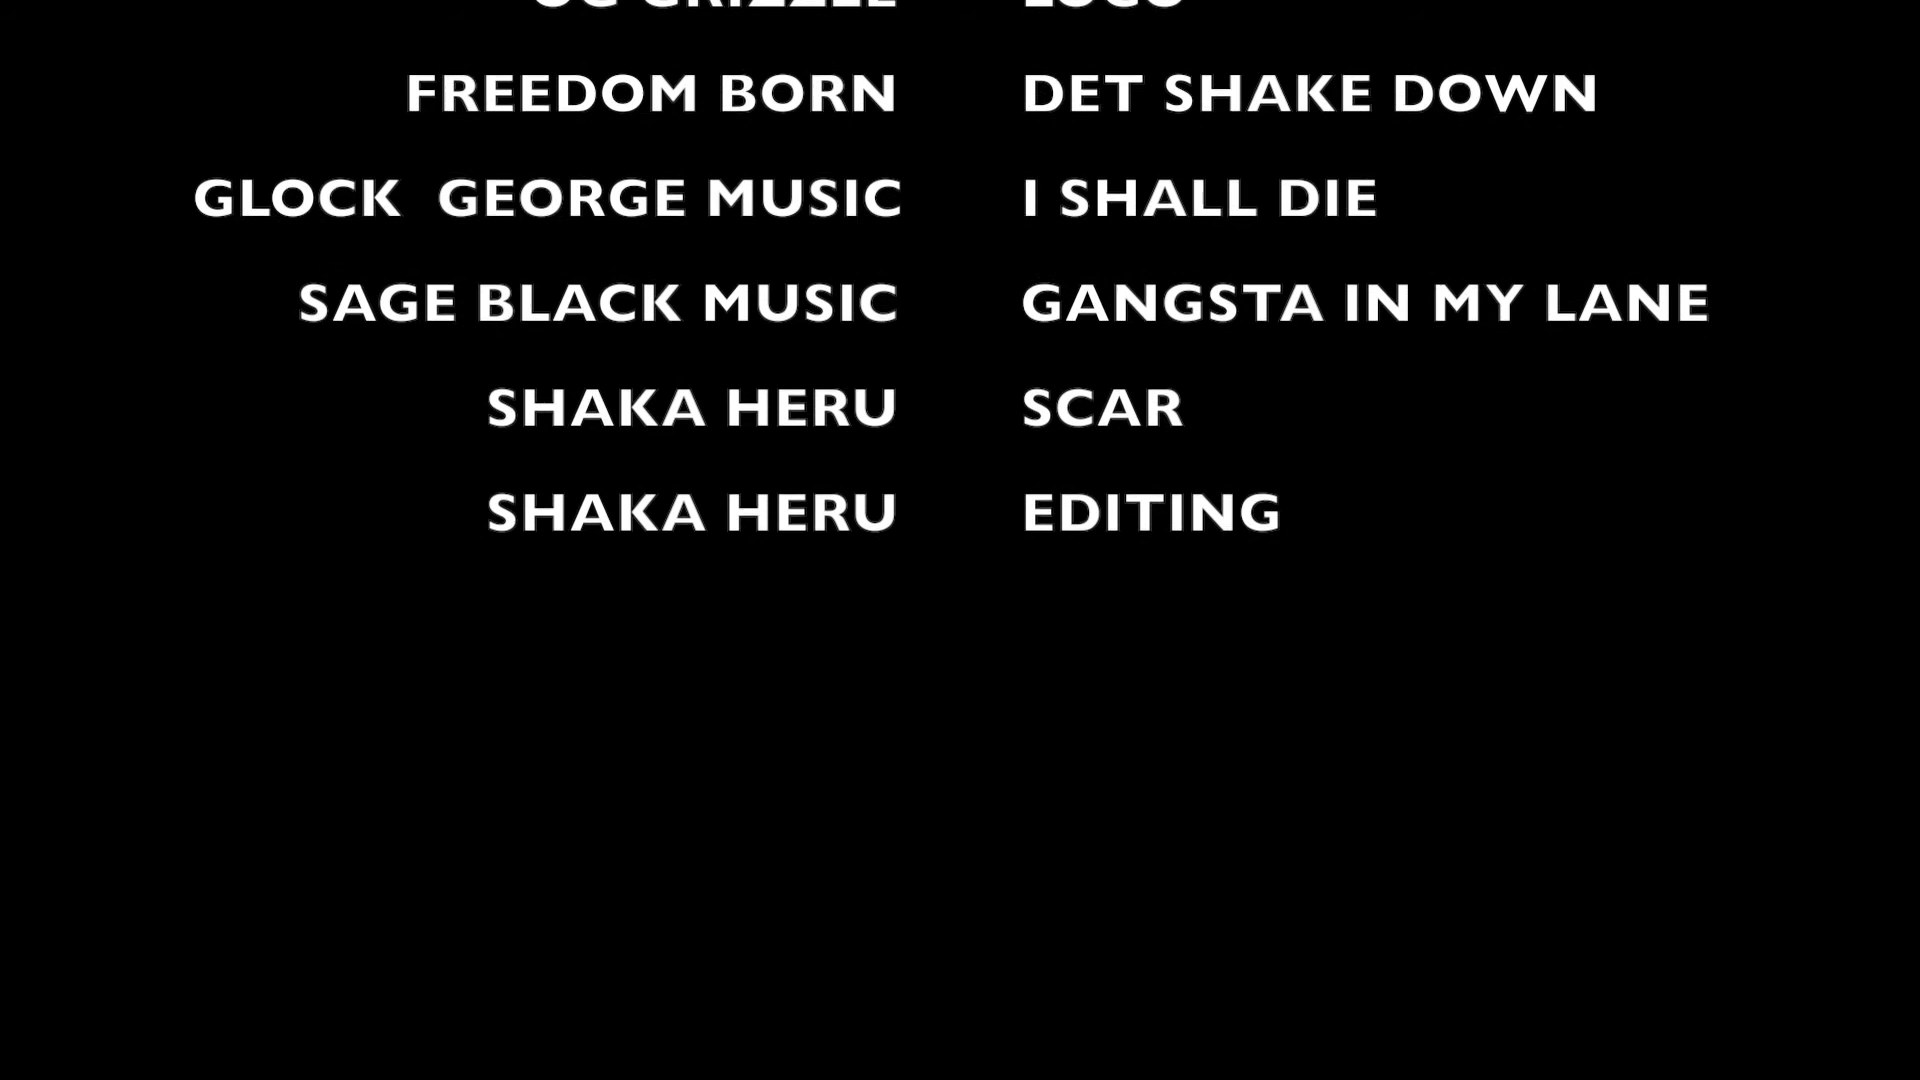 FREEDOM BORN DET SHAKE DOWN
GLOCK  GEORGE MUSIC I SHALL DIE
SAGE BLACK MUSIC GANGSTA IN MY LANE
SHAKA HERU SCAR
SHAKA HERU EDITING